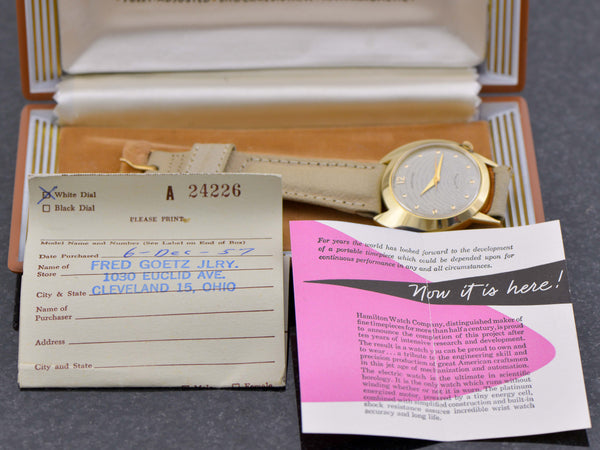 White Dial
Black Dial
A 24226
PLEASE PRINT
Model Name and Number (See Label on End of Box)
Date Purchased 6-Dec-57
Name of
Store
FRED GOETZ JLRY.
1030 EUCLID AVE.
City & State
CLEVELAND 15, OHIO
Name of
Purchaser
Address
City and State
Female
For years the world has looked forward to the development
of a portable timepiece which could be depended upon for
continuous performance in any and all circumstances.
Now it is here!
Hamilton Watch Company, distinguished maker of
fine timepieces for more than half a century, is proud
to announce the completion of this project after
ten years of intensive research and development.
The result is a watch you can be proud to own and
to wear . . . a tribute to the engineering skill and
precision production of great American craftsmen
in this jet age of mechanization and automation.
The electric watch is the ultimate in scientific
horology. It is the only watch which runs without
winding whether or not it is worn. The platinum
energized motor, powered by a tiny energy cell,
combined with simplified construction and built-in
shock resistance assures incredible wrist watch
accuracy and long life.